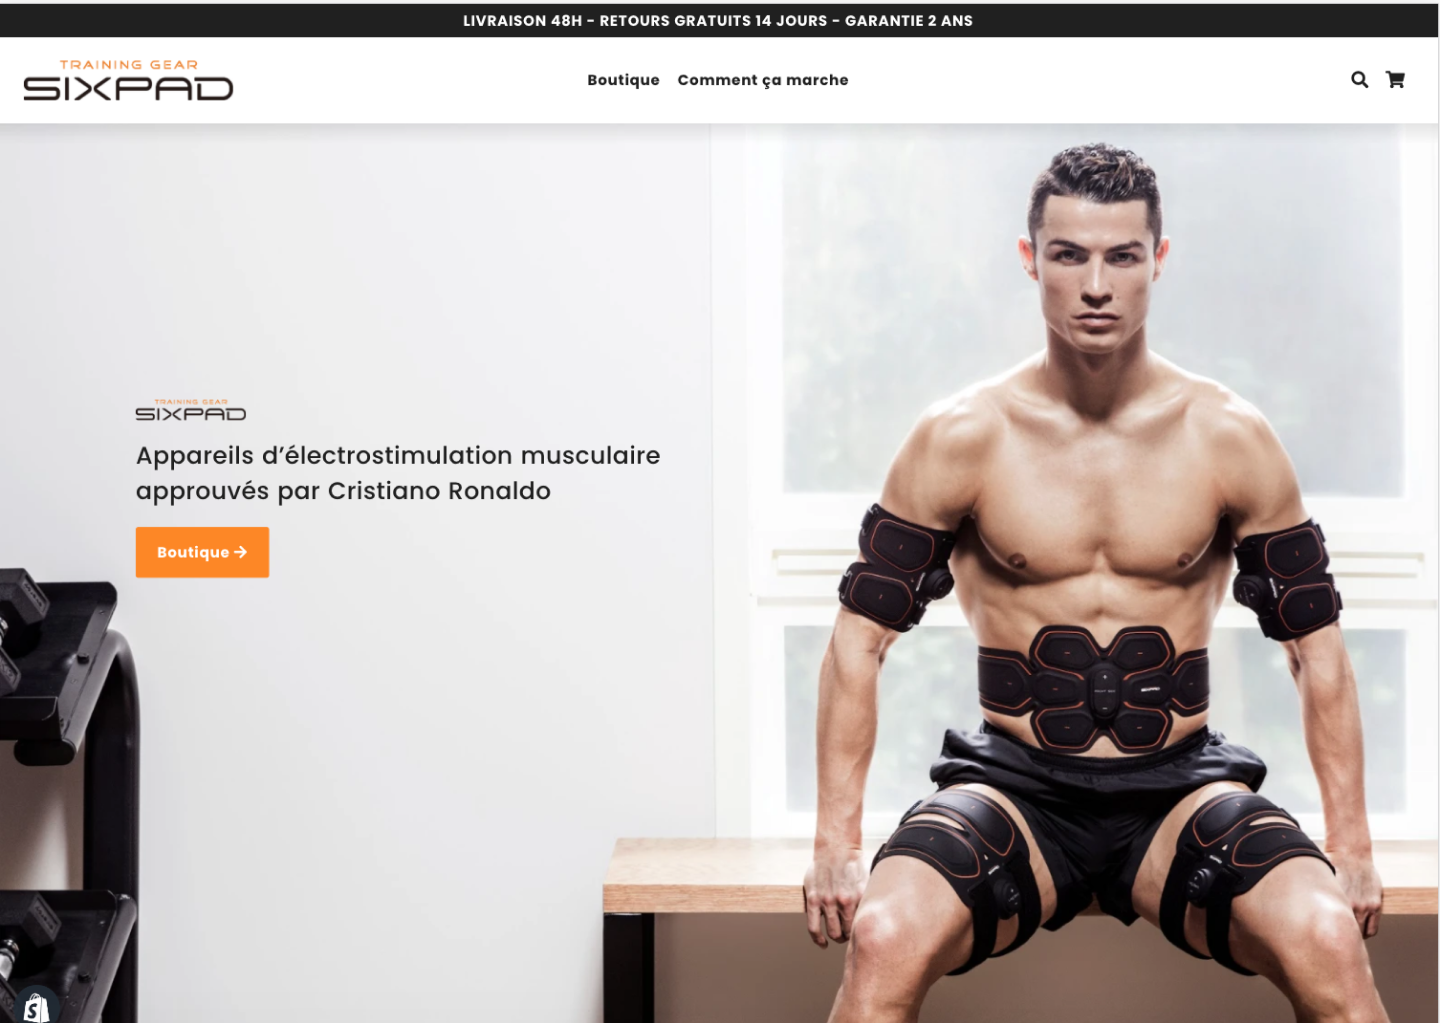 LIVRAISON 48H - RETOURS GRATUITS 14 JOURS - GARANTIE 2 ANS
TRAINING GEAR
SIXPAD
Boutique
Comment ça marche
TRAINING GEAR
SIXPAD
Appareils d’électrostimulation musculaire
approuvés par Cristiano Ronaldo
Boutique →
SIXPAD